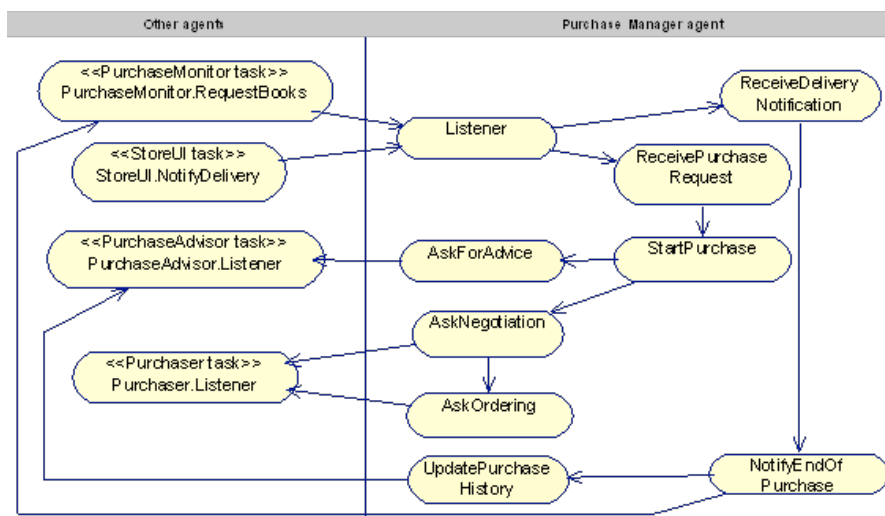 Other agents
Purchase Manager agent
<<PurchaseMonitor task>>
PurchaseMonitor.RequestBooks
ReceiveDelivery
Notification
Listener
<<StoreUI task>>
StoreUI.NotifyDelivery
ReceivePurchase
Request
<<PurchaseAdvisor task>>
PurchaseAdvisor.Listener
AskForAdvice
StartPurchase
AskNegotiation
<<Purchaser task>>
Purchaser.Listener
AskOrdering
UpdatePurchase
History
NotifyEndOf
Purchase